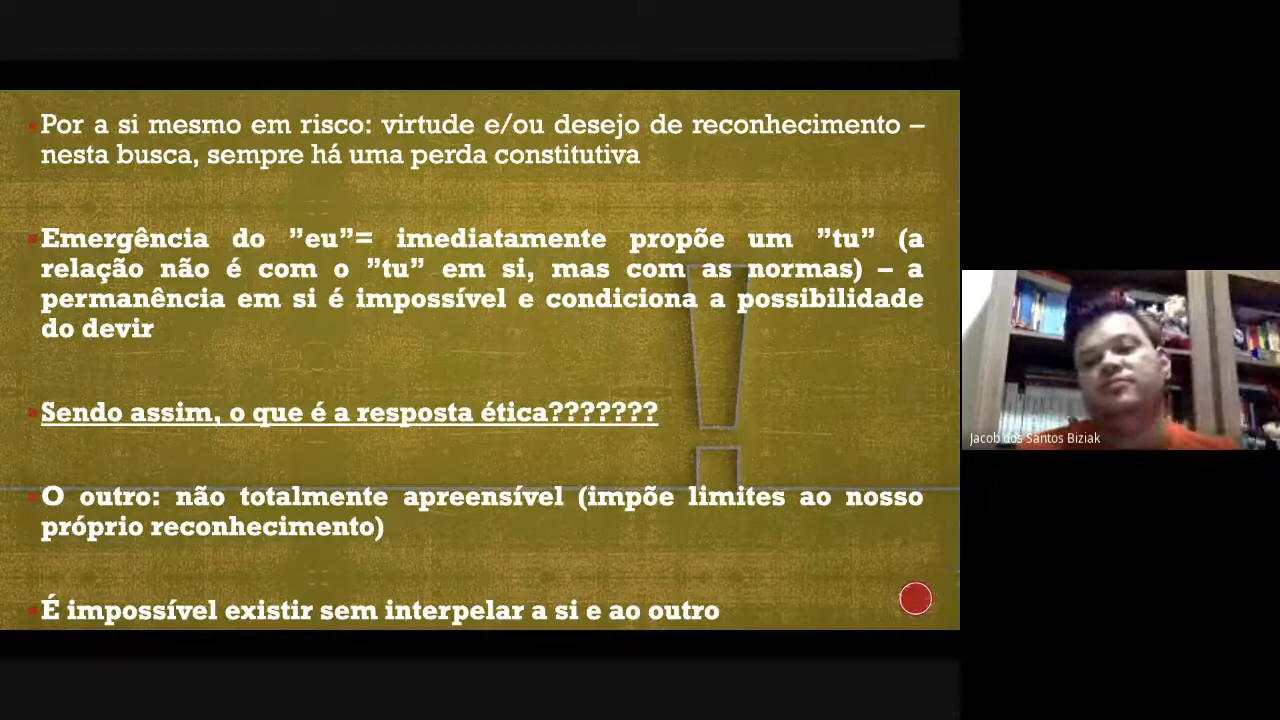 Por a si mesmo em risco: virtude e/ou desejo de reconhecimento –
nesta busca, sempre há uma perda constitutiva
Emergência do ”eu”= imediatamente propõe um ”tu” (a
relação não é com o ”tu” em si, mas com as normas) – a
permanência em si é impossível e condiciona a possibilidade
do devir
Sendo assim, o que é a resposta ética???????
O outro: não totalmente apreensível (impõe limites ao nosso
próprio reconhecimento)
É impossível existir sem interpelar a si e ao outro
Jacob dos Santos Biziak